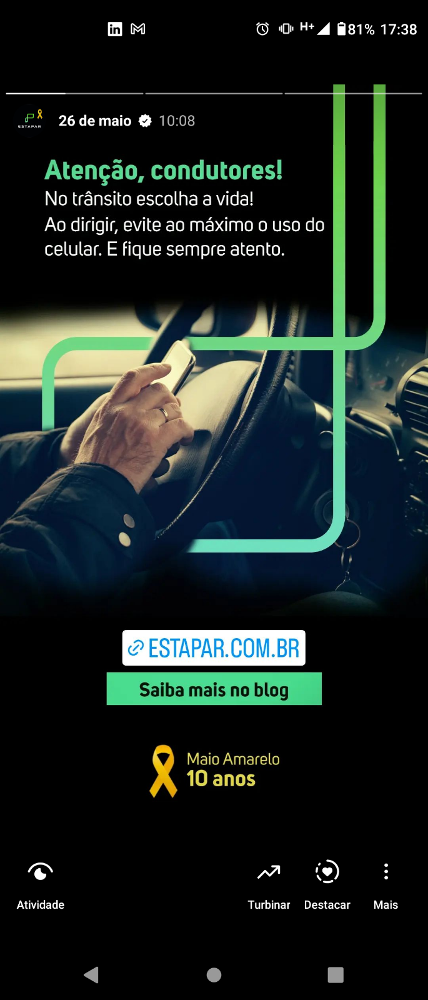 H+ 81% 17:38
ESTAPAR
26 de maio 10:08
Atenção, condutores!
No trânsito escolha a vida!
Ao dirigir, evite ao máximo o uso do
celular. E fique sempre atento.
ESTAPAR.COM.BR
Saiba mais no blog
Maio Amarelo
10 anos
Atividade Turbinar Destacar Mais